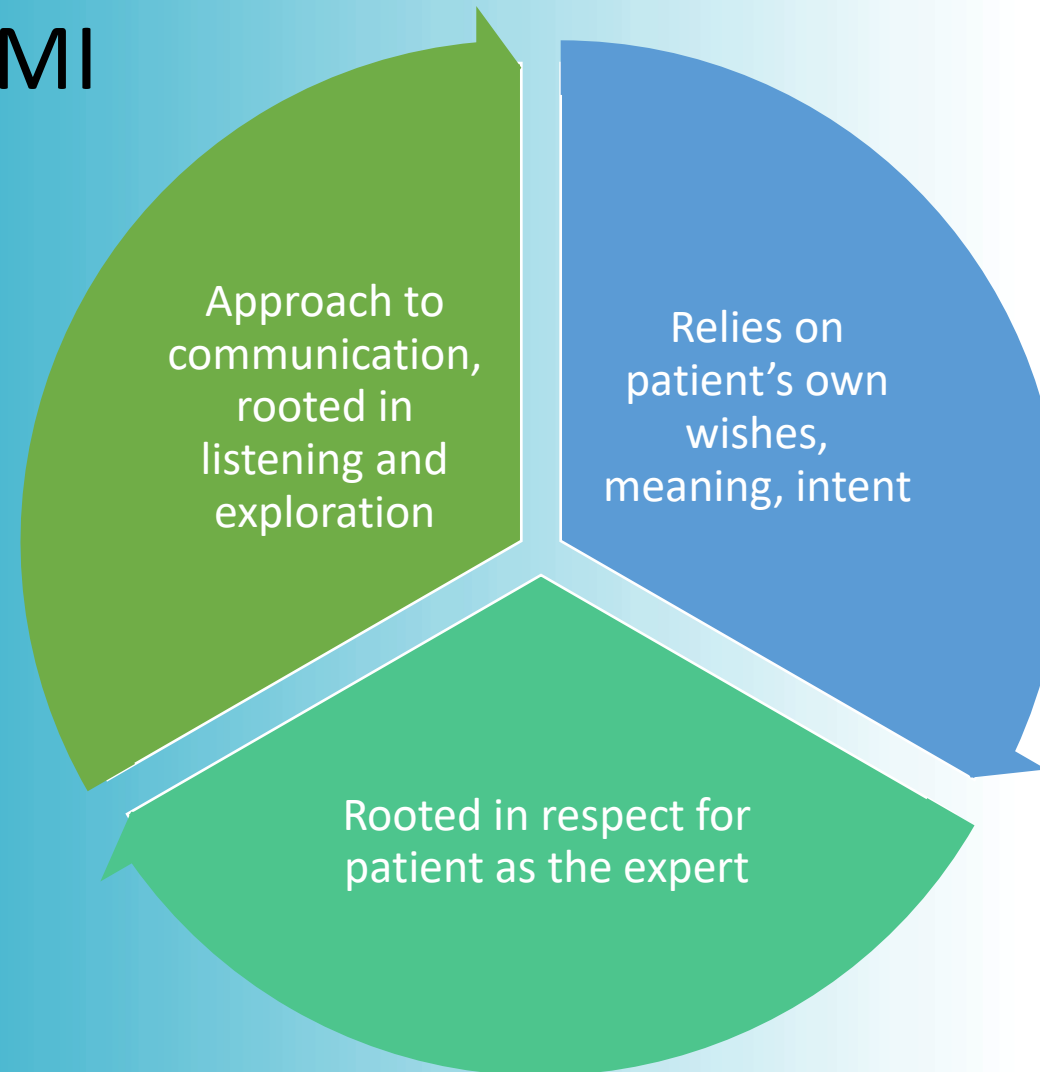 MI
Approach to
communication,
rooted in
listening and
exploration
Relies on
patient’s own
wishes,
meaning, intent
Rooted in respect for
patient as the expert